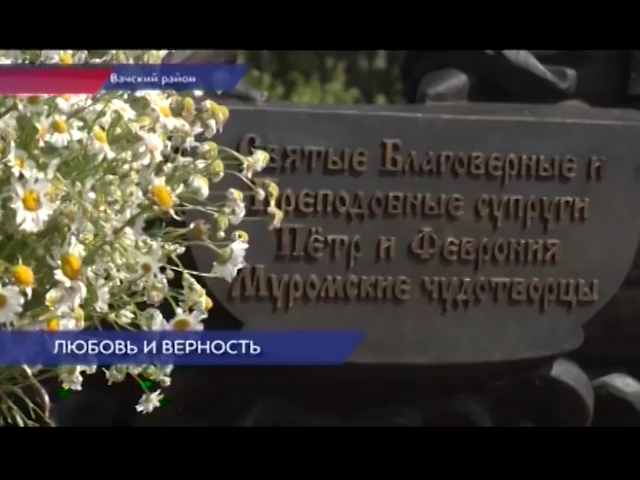 Вачский район
Святые Благоверные и
Преподобные супруги
Пётр и Феврония
Муромские чудотворцы
ЛЮБОВЬ И ВЕРНОСТЬ